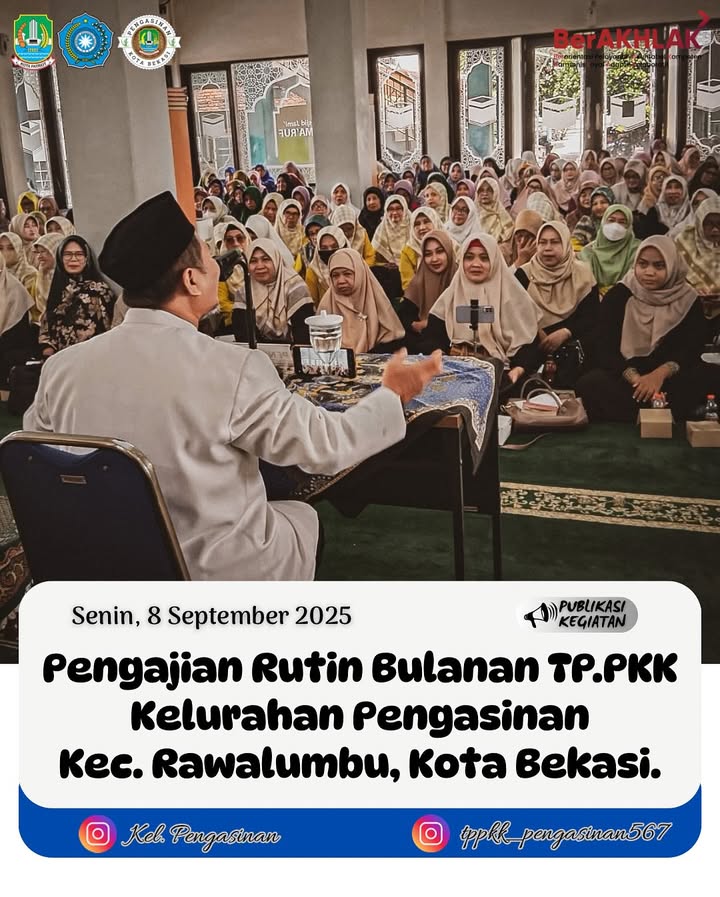 PENGASINAN
KOTA BEKASI
BerAKHLAK
MA'RUF
Senin, 8 September 2025
PUBLIKASI
KEGIATAN
Pengajian Rutin Bulanan TP.PKK
Kelurahan Pengasinan
Kec. Rawalumbu, Kota Bekasi.
Kel. Pengasinan
tppkk_pengasinan567